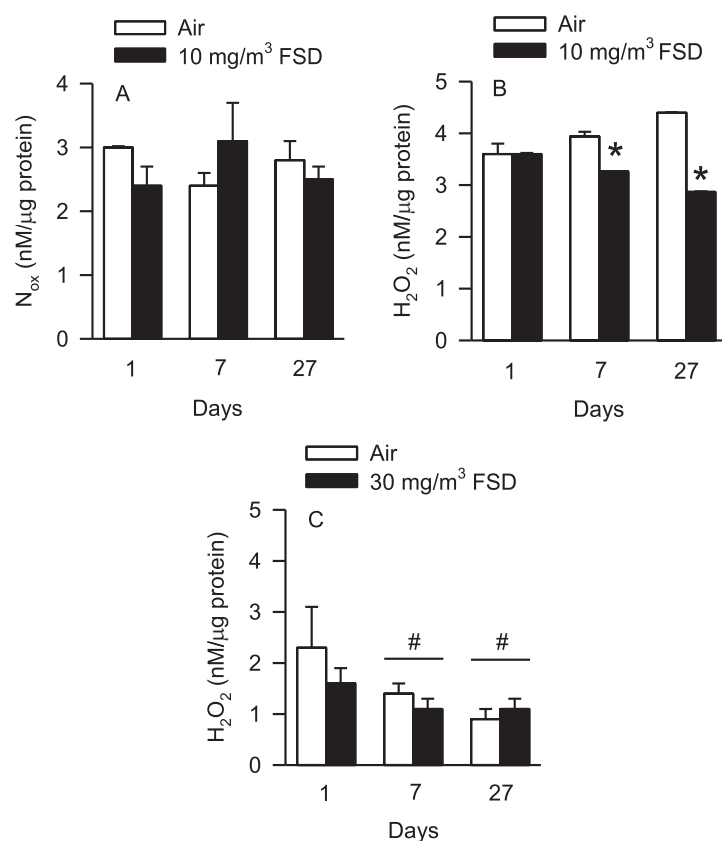 Air
10 mg/m³ FSD
A
4
3
2
1
0
Nox (nM/μg protein)
1 7 27
Days
Air
10 mg/m³ FSD
B
5
4
3
2
1
0
H₂O₂ (nM/μg protein)
* *
1 7 27
Days
Air
30 mg/m³ FSD
C
5
4
3
2
1
0
H₂O₂ (nM/μg protein)
# #
1 7 27
Days